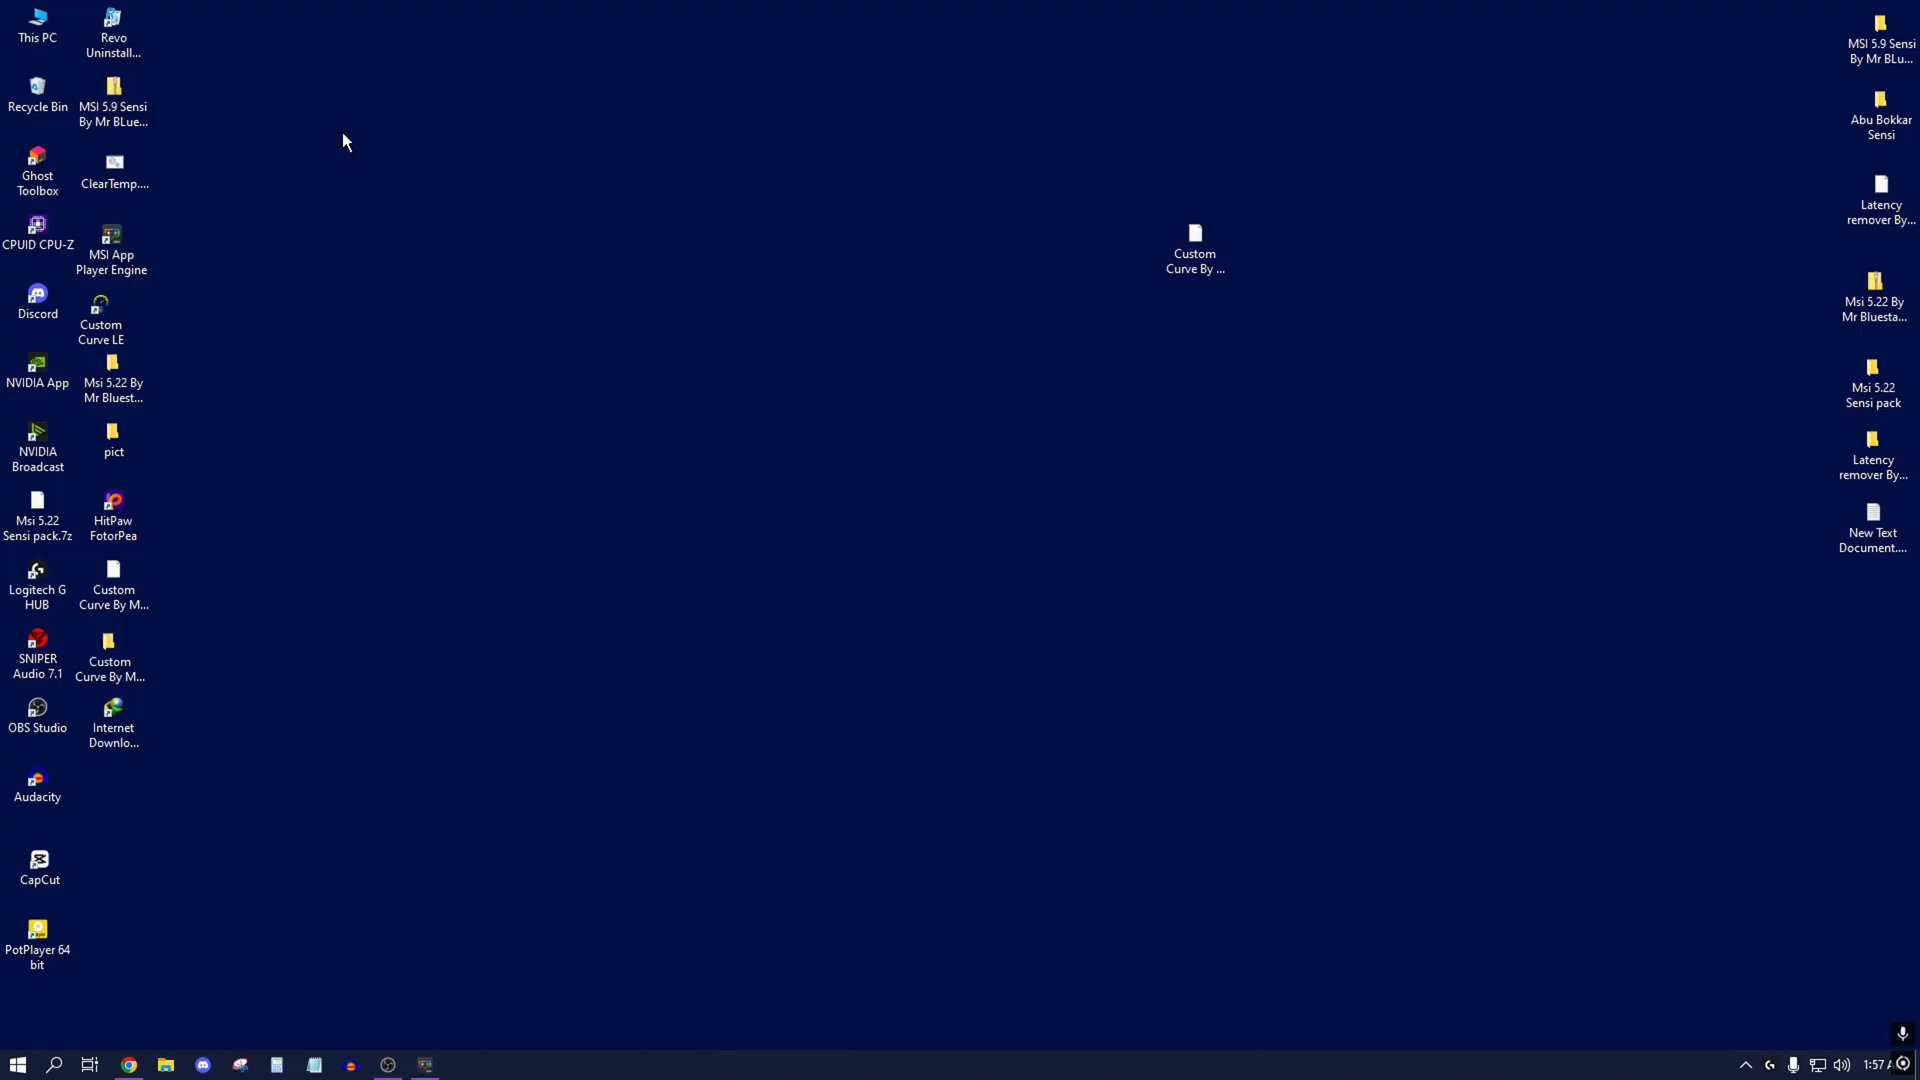 This PC
Revo
Uninstall...
Recycle Bin
MSI 5.9 Sensi
By Mr BLue...
Ghost
Toolbox
ClearTemp....
CPUID CPU-Z
MSI App
Player Engine
Discord
Custom
Curve LE
NVIDIA App
Msi 5.22 By
Mr Bluest...
NVIDIA
Broadcast
pict
Msi 5.22
Sensi pack.7z
HitPaw
FotorPea
Logitech G
HUB
Custom
Curve By M...
SNIPER
Audio 7.1
Custom
Curve By M...
OBS Studio
Internet
Downlo...
Audacity
CapCut
PotPlayer 64
bit
Custom
Curve By ...
MSI 5.9 Sensi
By Mr BLu...
Abu Bokkar
Sensi
Latency
remover By...
Msi 5.22 By
Mr Bluesta...
Msi 5.22
Sensi pack
Latency
remover By...
New Text
Document....
1:57